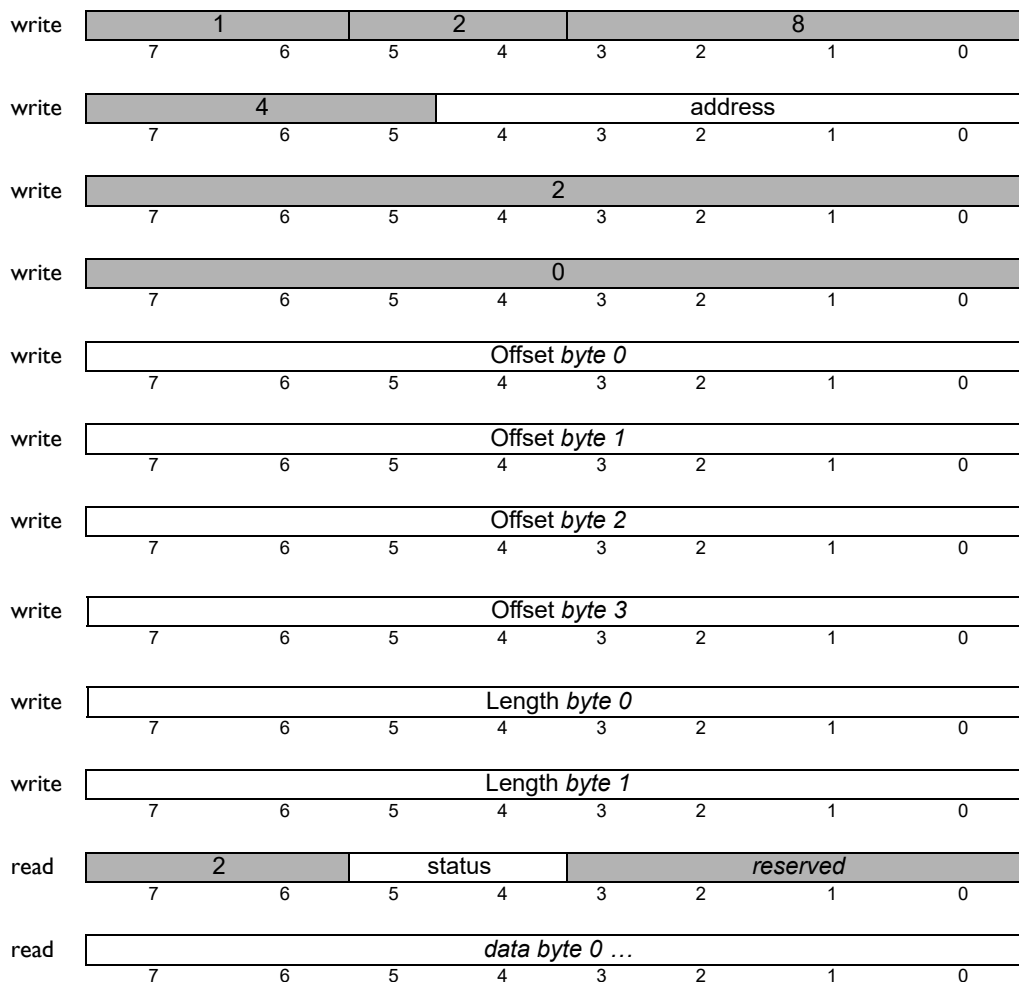 write 1 2 8
7 6 5 4 3 2 1 0
write 4 address
7 6 5 4 3 2 1 0
write 2
7 6 5 4 3 2 1 0
write 0
7 6 5 4 3 2 1 0
write Offset byte 0
7 6 5 4 3 2 1 0
write Offset byte 1
7 6 5 4 3 2 1 0
write Offset byte 2
7 6 5 4 3 2 1 0
write Offset byte 3
7 6 5 4 3 2 1 0
write Length byte 0
7 6 5 4 3 2 1 0
write Length byte 1
7 6 5 4 3 2 1 0
read 2 status reserved
7 6 5 4 3 2 1 0
read data byte 0 …
7 6 5 4 3 2 1 0